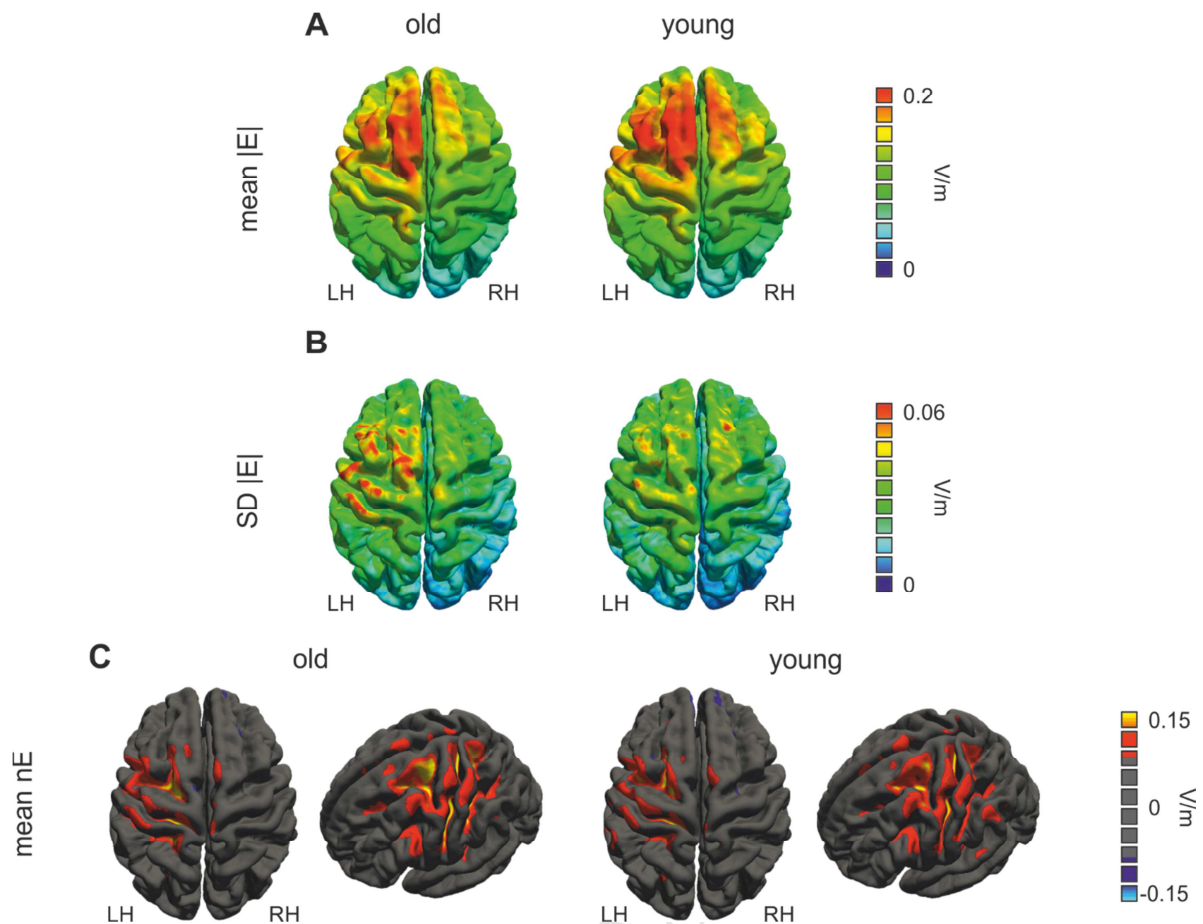 A old young
mean |E|
0.2
V/m
0
LH RH LH RH
B
SD |E|
0.06
V/m
0
LH RH LH RH
C old young
mean nE
0.15
0
V/m
-0.15
LH RH LH RH